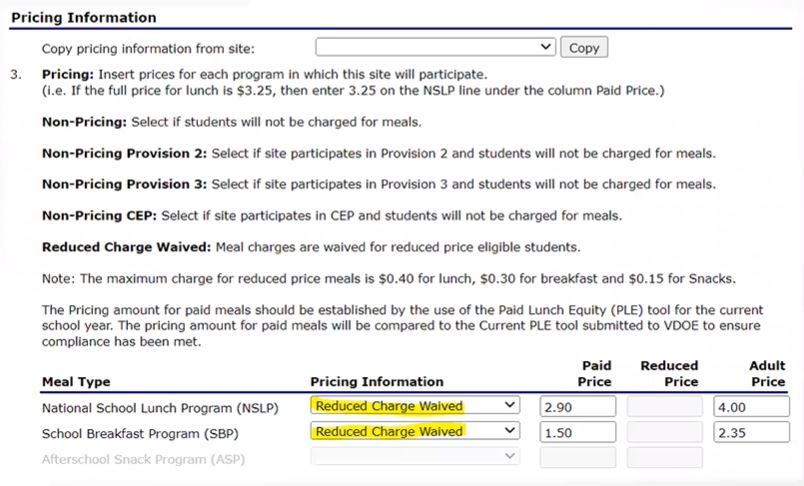 Pricing Information
Copy pricing information from site: Copy
3. Pricing: Insert prices for each program in which this site will participate.
(i.e. If the full price for lunch is $3.25, then enter 3.25 on the NSLP line under the column Paid Price.)
Non-Pricing: Select if students will not be charged for meals.
Non-Pricing Provision 2: Select if site participates in Provision 2 and students will not be charged for meals.
Non-Pricing Provision 3: Select if site participates in Provision 3 and students will not be charged for meals.
Non-Pricing CEP: Select if site participates in CEP and students will not be charged for meals.
Reduced Charge Waived: Meal charges are waived for reduced price eligible students.
Note: The maximum charge for reduced price meals is $0.40 for lunch, $0.30 for breakfast and $0.15 for Snacks.
The Pricing amount for paid meals should be established by the use of the Paid Lunch Equity (PLE) tool for the current
school year. The pricing amount for paid meals will be compared to the Current PLE tool submitted to VDOE to ensure
compliance has been met.
Paid Reduced Adult
Meal Type Pricing Information Price Price Price
National School Lunch Program (NSLP) Reduced Charge Waived 2.90 4.00
School Breakfast Program (SBP) Reduced Charge Waived 1.50 2.35
Afterschool Snack Program (ASP)